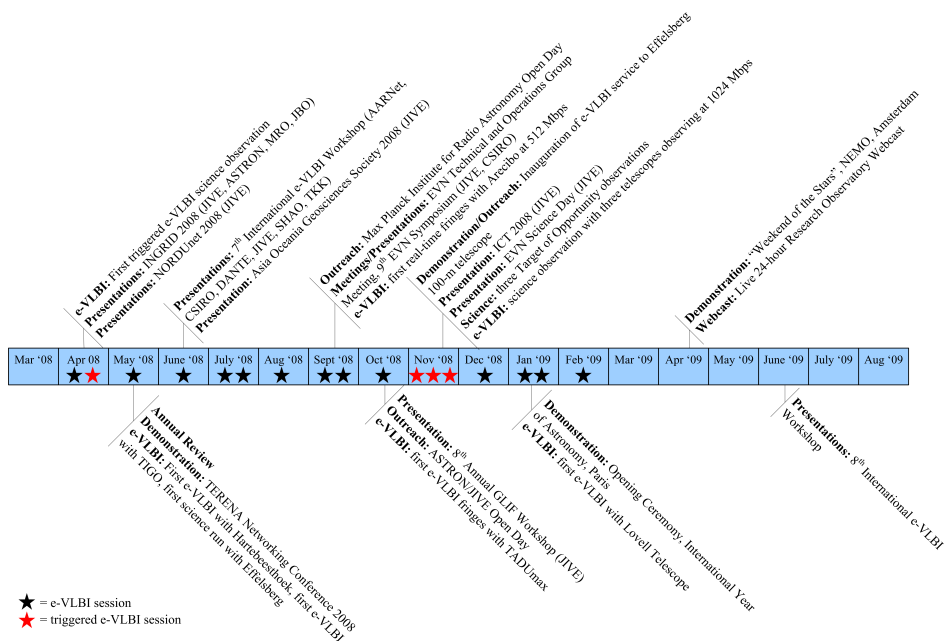 e-VLBI: First triggered e-VLBI science observation
Presentations: INGRID 2008 (JIVE, ASTRON, MRO, JBO)
Presentations: NORDUnet 2008 (JIVE)
Presentations: 7th International e-VLBI Workshop (AARNet,
CSIRO, DANTE, JIVE, SHAO, TKK)
Presentation: Asia Oceania Geosciences Society 2008 (JIVE)
Outreach: Max Planck Institute for Radio Astronomy Open Day
Meetings/Presentations: EVN Technical and Operations Group
Meeting, 9th EVN Symposium (JIVE, CSIRO)
e-VLBI: first real-time fringes with Arecibo at 512 Mbps
Demonstration/Outreach: Inauguration of e-VLBI service to Effelsberg
100-m telescope
Presentation: ICT 2008 (JIVE)
Presentation: EVN Science Day (JIVE)
Science: three Target of Opportunity observations
e-VLBI: science observation with three telescopes observing at 1024 Mbps
Demonstration: “Weekend of the Stars”, NEMO, Amsterdam
Webcast: Live 24-hour Research Observatory Webcast
Mar ‘08
Apr 08
May ‘08
June ‘08
July ‘08
Aug ‘08
Sept ‘08
Oct ‘08
Nov ‘08
Dec ‘08
Jan ‘09
Feb ‘09
Mar ‘09
Apr ‘09
May ‘09
June ‘09
July ‘09
Aug ‘09
Annual Review
Demonstration: TERENA Networking Conference 2008
e-VLBI: First e-VLBI with Hartebeesthoek, first e-VLBI
with TIGO, first science run with Effelsberg
Presentation: 8th Annual GLIF Workshop (JIVE)
Outreach: ASTRON/JIVE Open Day
e-VLBI: first e-VLBI fringes with TADUmax
Demonstration: Opening Ceremony, International Year
of Astronomy, Paris
e-VLBI: first e-VLBI with Lovell Telescope
Presentations: 8th International e-VLBI
Workshop
= e-VLBI session
= triggered e-VLBI session